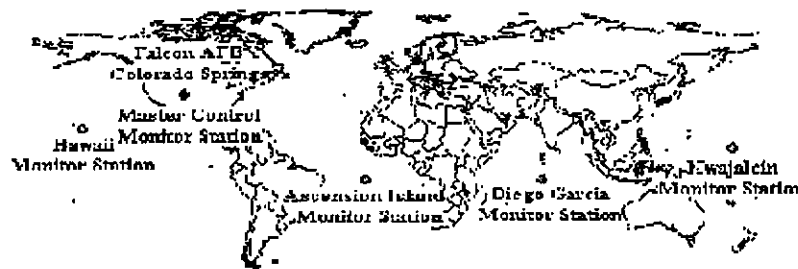 Falcon AFB
Colorado Springs
Master Control
Monitor Station
Hawaii
Monitor Station
Ascension Island
Monitor Station
Diego Garcia
Monitor Station
Kwajalein
Monitor Station